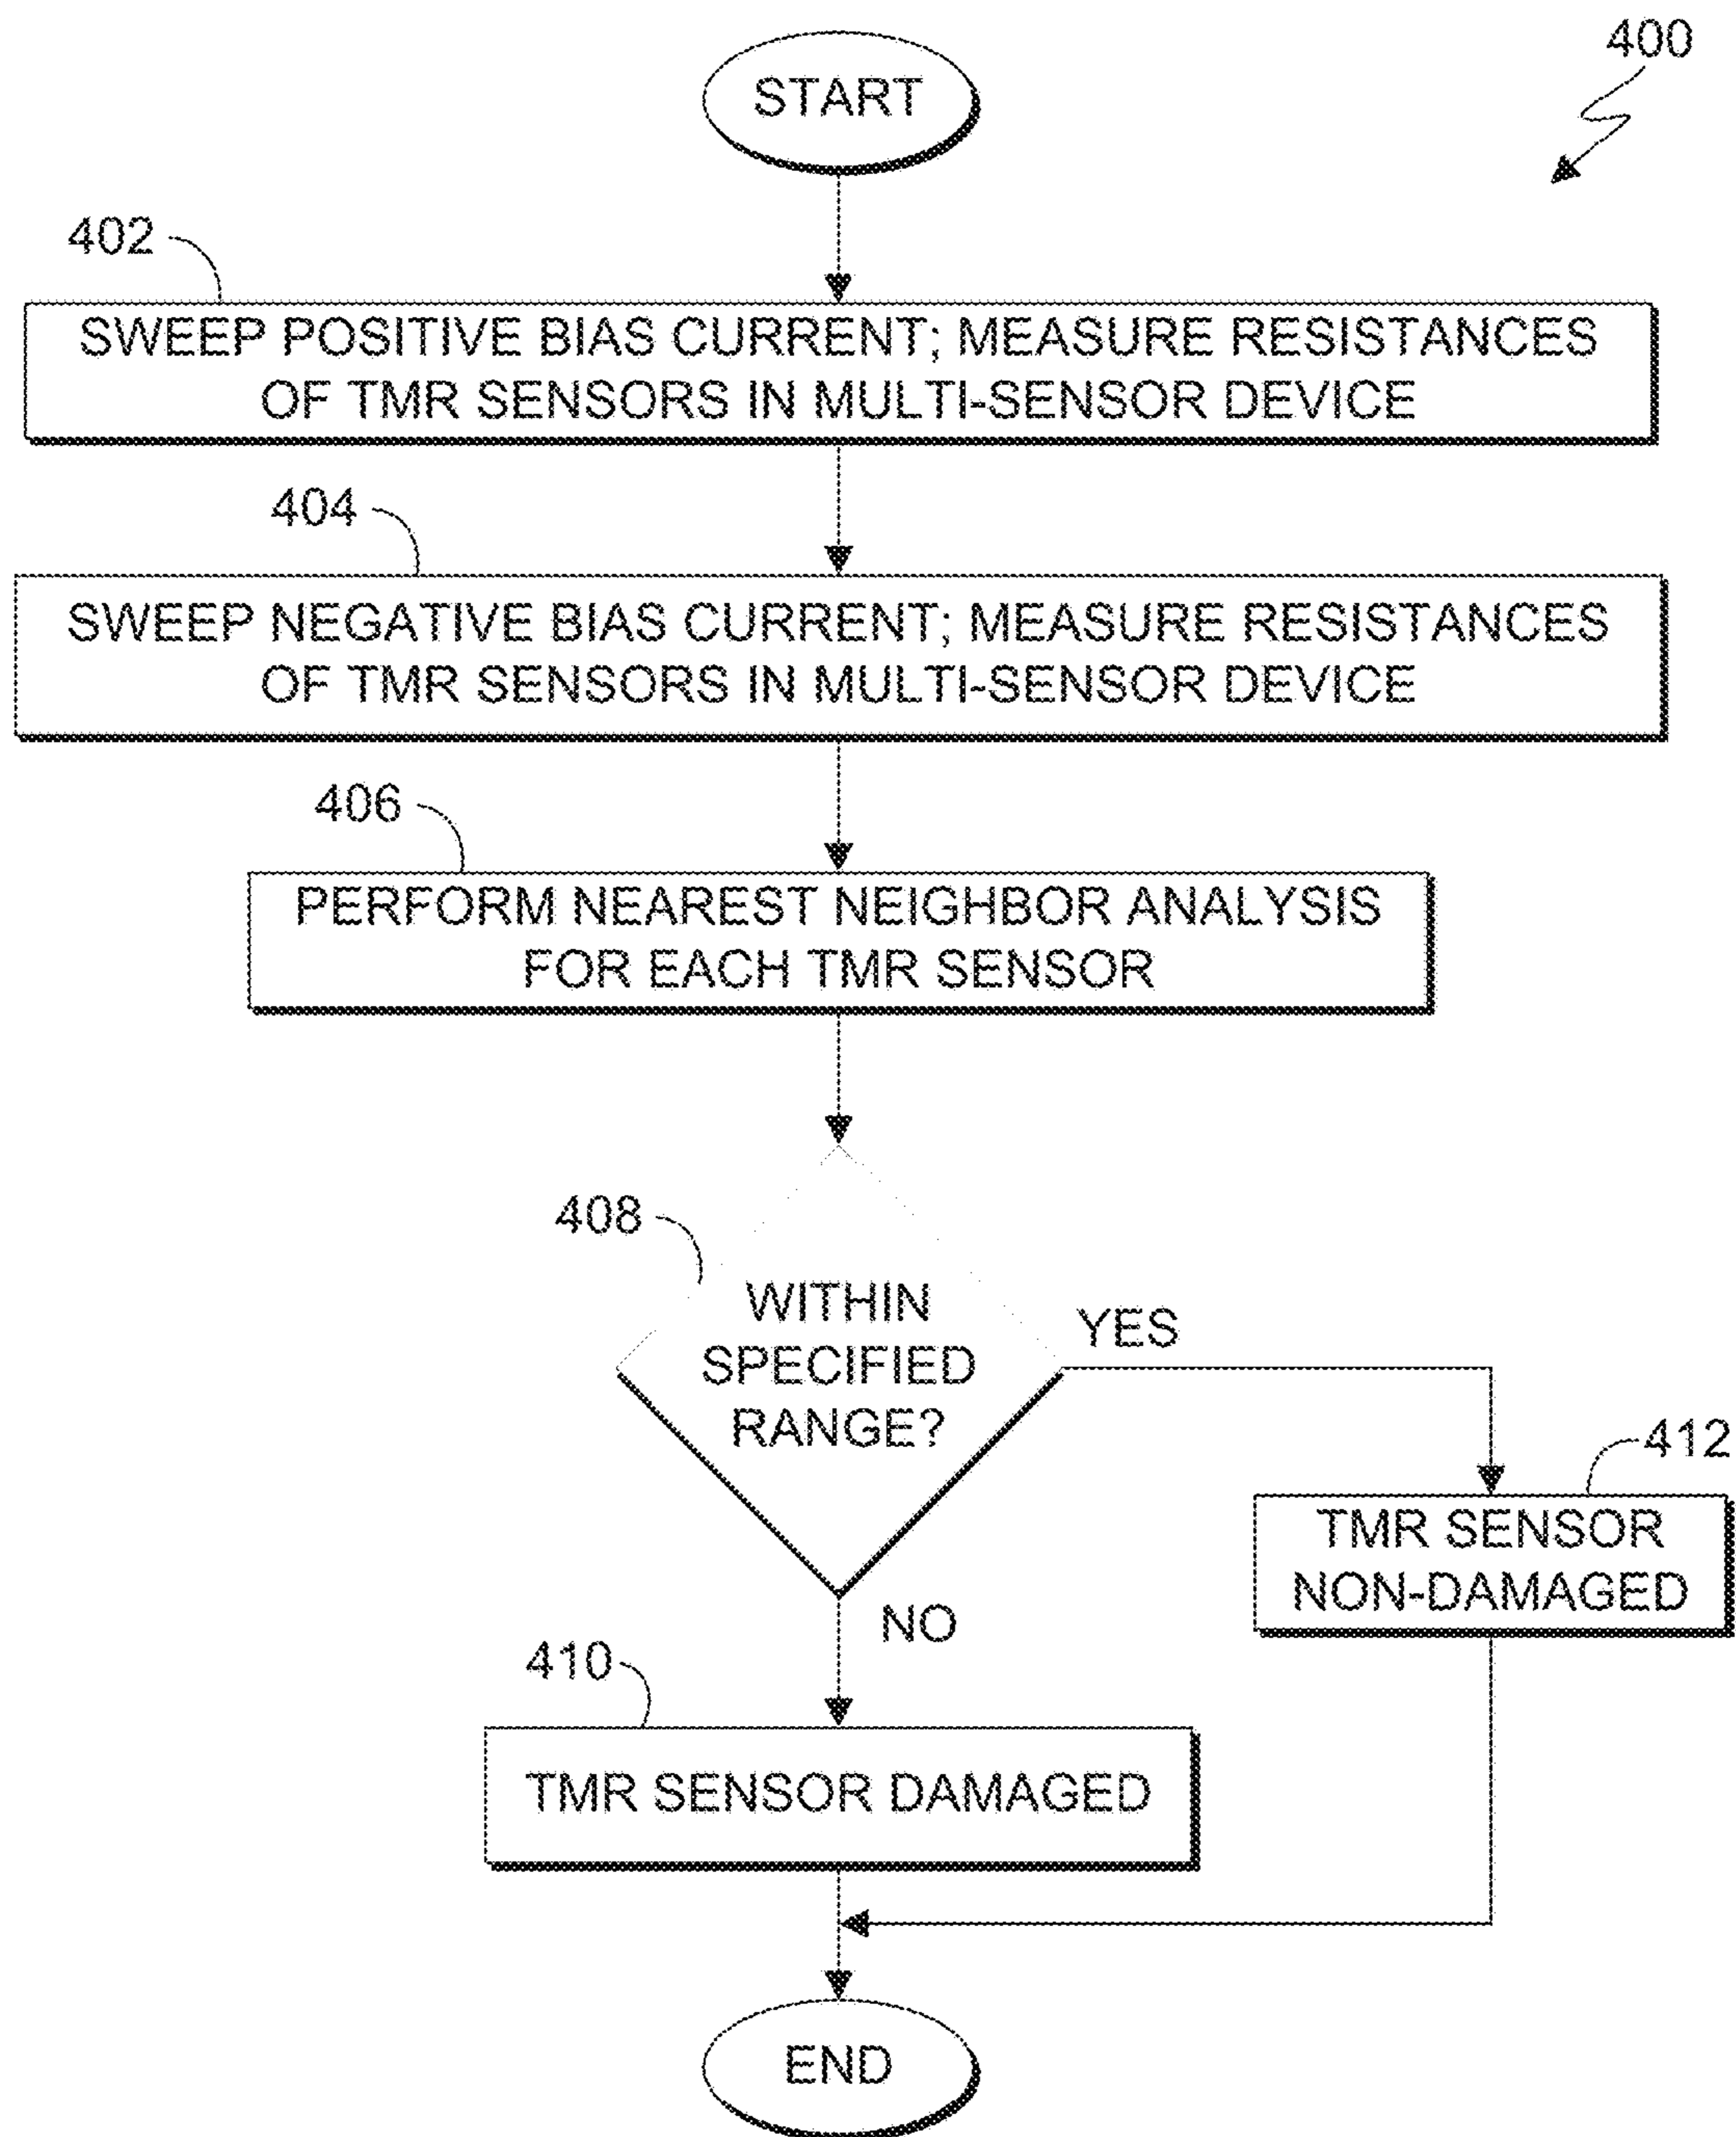 400
START
402
SWEEP POSITIVE BIAS CURRENT; MEASURE RESISTANCES
OF TMR SENSORS IN MULTI-SENSOR DEVICE
404
SWEEP NEGATIVE BIAS CURRENT; MEASURE RESISTANCES
OF TMR SENSORS IN MULTI-SENSOR DEVICE
406
PERFORM NEAREST NEIGHBOR ANALYSIS
FOR EACH TMR SENSOR
408
WITHIN
SPECIFIED
RANGE?
YES
412
TMR SENSOR
NON-DAMAGED
NO
410
TMR SENSOR DAMAGED
END